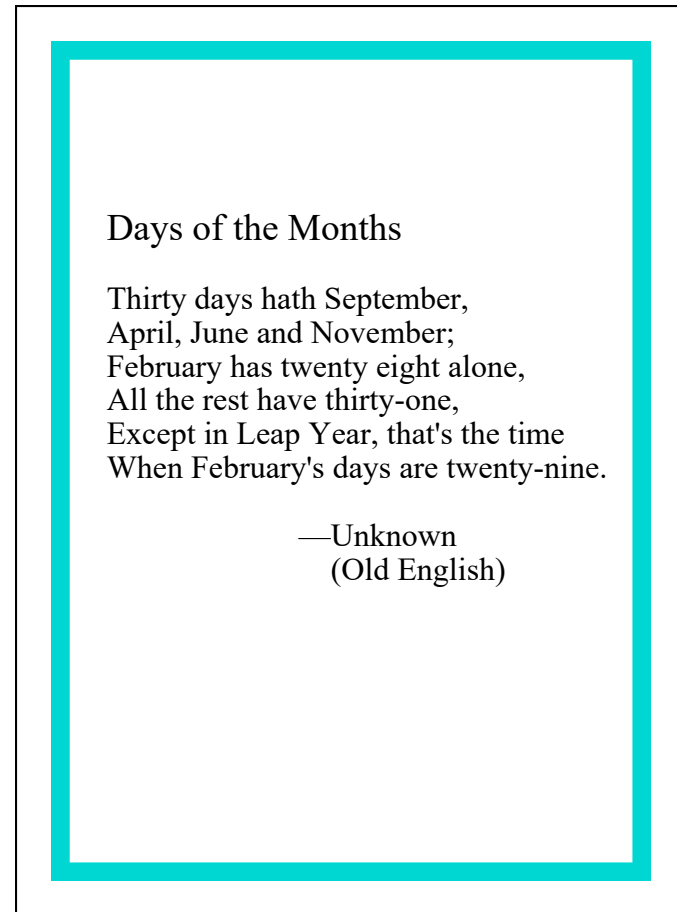 Days of the Months
Thirty days hath September,
April, June and November;
February has twenty eight alone,
All the rest have thirty-one,
Except in Leap Year, that's the time
When February's days are twenty-nine.
—Unknown
(Old English)